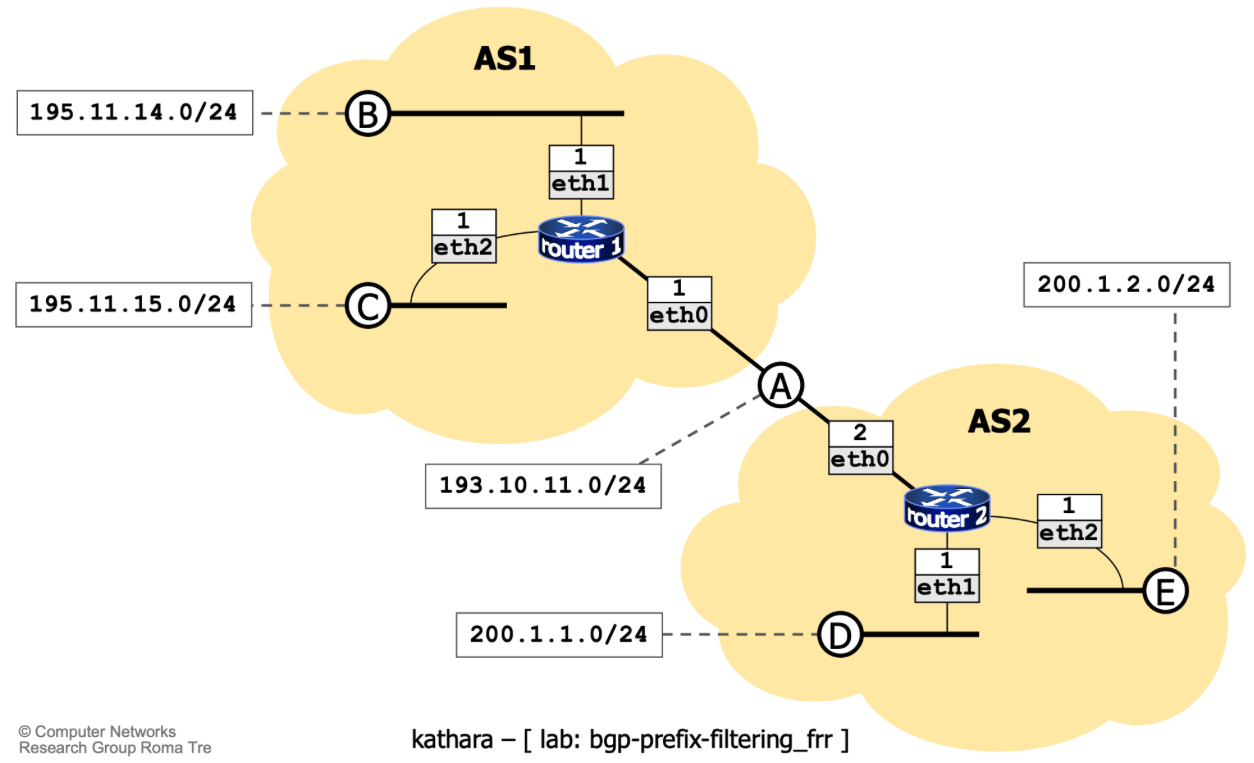 AS1
195.11.14.0/24
B
1
eth1
1
eth2
router 1
195.11.15.0/24
C
1
eth0
200.1.2.0/24
A
AS2
2
eth0
193.10.11.0/24
router 2
1
eth2
1
eth1
E
200.1.1.0/24
D
© Computer Networks
Research Group Roma Tre
kathara – [ lab: bgp-prefix-filtering_frr ]